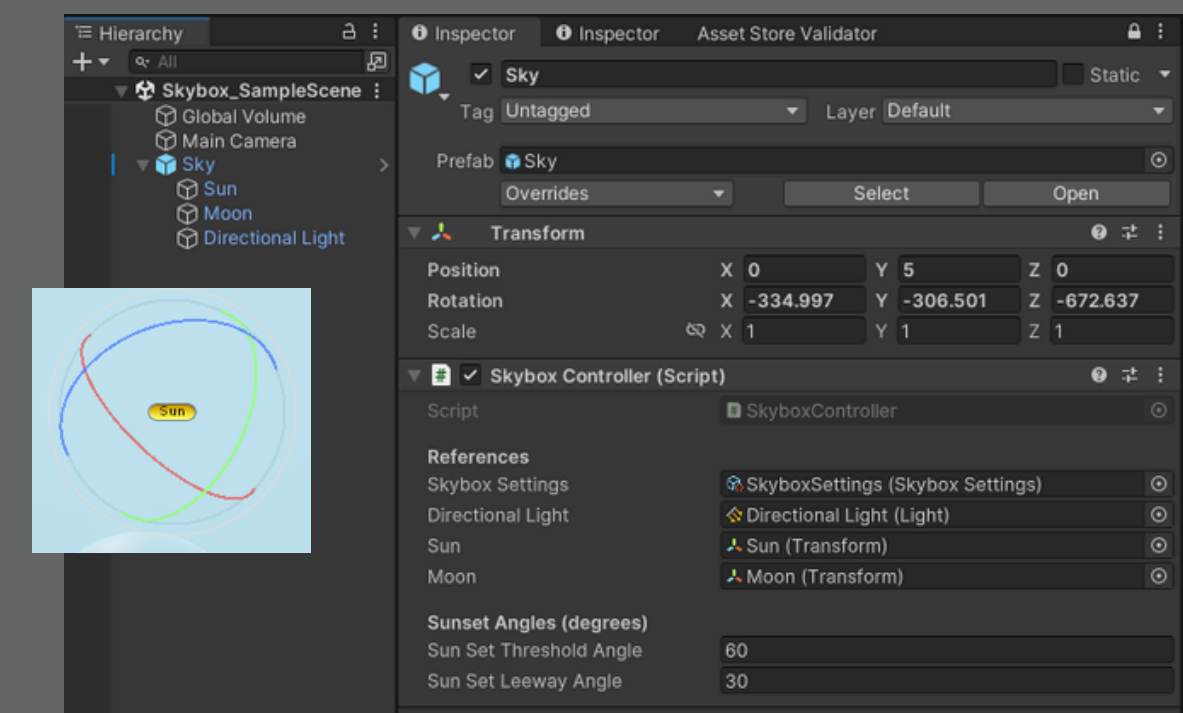 Hierarchy
All
Skybox_SampleScene
Global Volume
Main Camera
Sky
Sun
Moon
Directional Light
Sun
Inspector Inspector Asset Store Validator
Sky Static
Tag Untagged Layer Default
Prefab Sky
Overrides Select Open
Transform
Position X 0 Y 5 Z 0
Rotation X -334.997 Y -306.501 Z -672.637
Scale X 1 Y 1 Z 1
# Skybox Controller (Script)
Script SkyboxController
References
Skybox Settings SkyboxSettings (Skybox Settings)
Directional Light Directional Light (Light)
Sun Sun (Transform)
Moon Moon (Transform)
Sunset Angles (degrees)
Sun Set Threshold Angle 60
Sun Set Leeway Angle 30